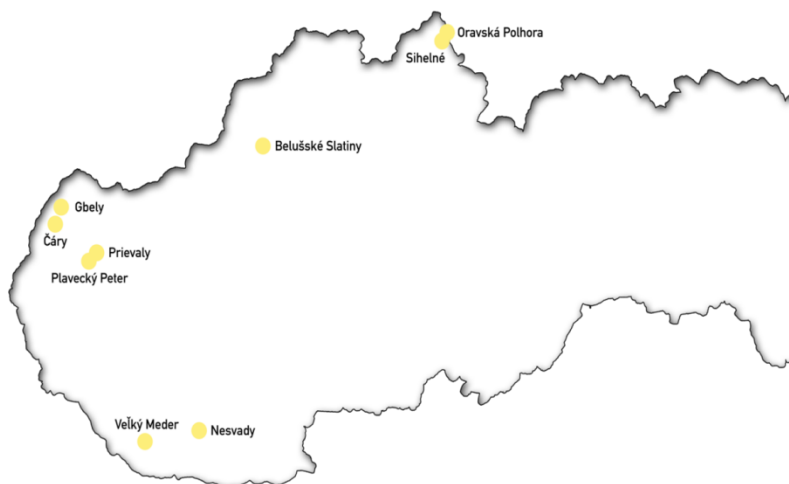 Oravská Polhora
Sihelné
Belušské Slatiny
Gbely
Čáry
Prievaly
Plavecký Peter
Veľký Meder
Nesvady